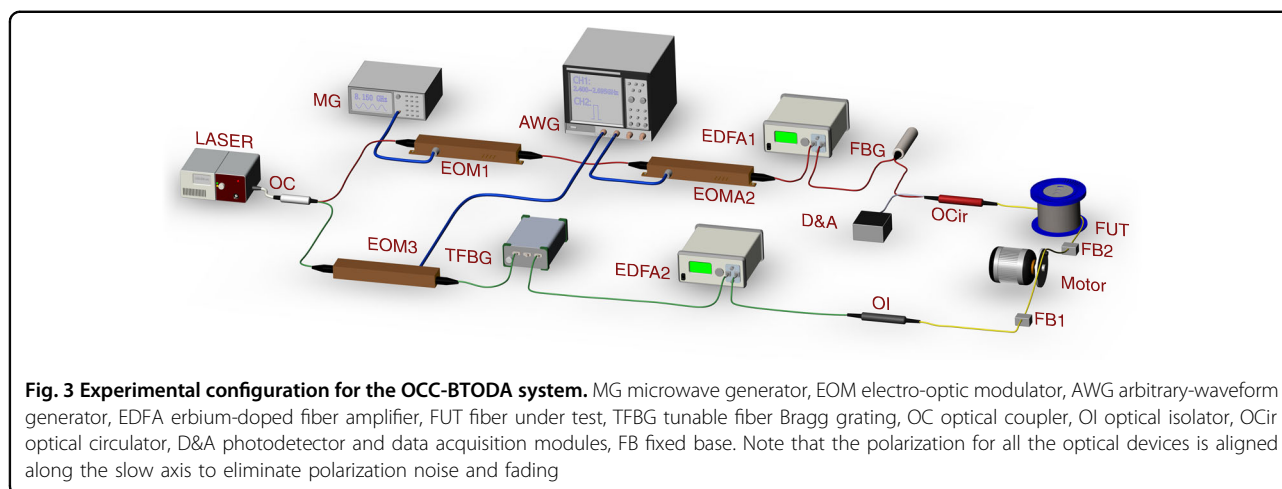 MG
8.150 GHz
AWG
CH1:
CH2:
EDFA1
FBG
LASER
OC
EOM1
EOMA2
D&A
OCir
FUT
EOM3
TFBG
EDFA2
FB2
Motor
OI
FB1
Fig. 3 Experimental configuration for the OCC-BTODA system. MG microwave generator, EOM electro-optic modulator, AWG arbitrary-waveform
generator, EDFA erbium-doped fiber amplifier, FUT fiber under test, TFBG tunable fiber Bragg grating, OC optical coupler, OI optical isolator, OCir
optical circulator, D&A photodetector and data acquisition modules, FB fixed base. Note that the polarization for all the optical devices is aligned
along the slow axis to eliminate polarization noise and fading